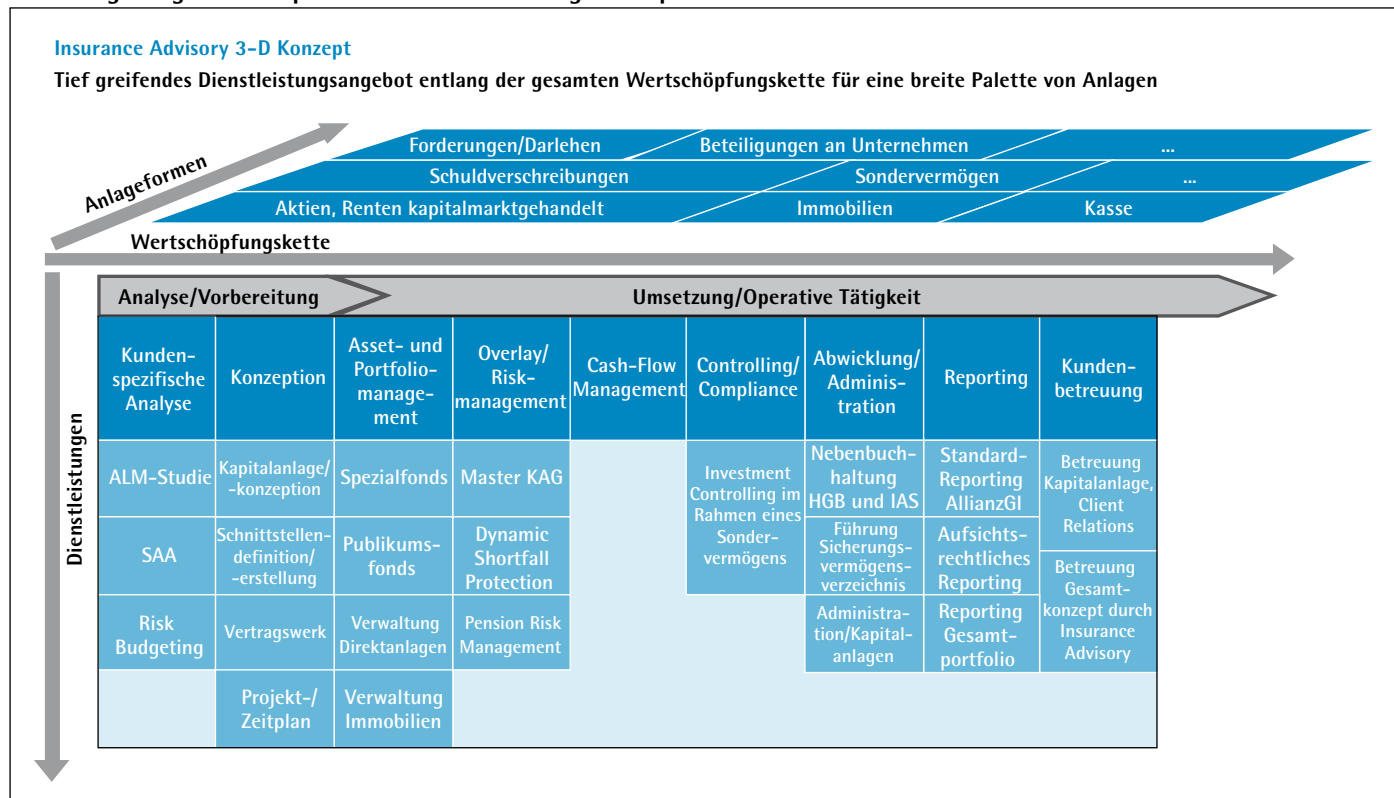 Insurance Advisory 3-D Konzept
Tief greifendes Dienstleistungsangebot entlang der gesamten Wertschöpfungskette für eine breite Palette von Anlagen
Anlageformen
Forderungen/Darlehen
Beteiligungen an Unternehmen
...
Schuldverschreibungen
Sondervermögen
...
Aktien, Renten kapitalmarktgehandelt
Immobilien
Kasse
Wertschöpfungskette
Analyse/Vorbereitung
Umsetzung/Operative Tätigkeit
Dienstleistungen
Kunden-
spezifische
Analyse
Konzeption
Asset- und
Portfolio-
manage-
ment
Overlay/
Risk-
management
Cash-Flow
Management
Controlling/
Compliance
Abwicklung/
Adminis-
tration
Reporting
Kunden-
betreuung
ALM-Studie
Kapitalanlage/
-konzeption
Spezialfonds
Master KAG
Investment
Controlling im
Rahmen eines
Sonder-
vermögens
Nebenbuch-
haltung
HGB und IAS
Standard-
Reporting
AllianzGI
Betreuung
Kapitalanlage,
Client
Relations
SAA
Schnittstellen-
definition/
-erstellung
Publikums-
fonds
Dynamic
Shortfall
Protection
Führung
Sicherungs-
vermögens-
verzeichnis
Aufsichts-
rechtliches
Reporting
Betreuung
Gesamt-
konzept durch
Insurance
Advisory
Risk
Budgeting
Vertragswerk
Verwaltung
Direktanlagen
Pension Risk
Management
Administra-
tion/Kapital-
anlagen
Reporting
Gesamt-
portfolio
Projekt-/
Zeitplan
Verwaltung
Immobilien